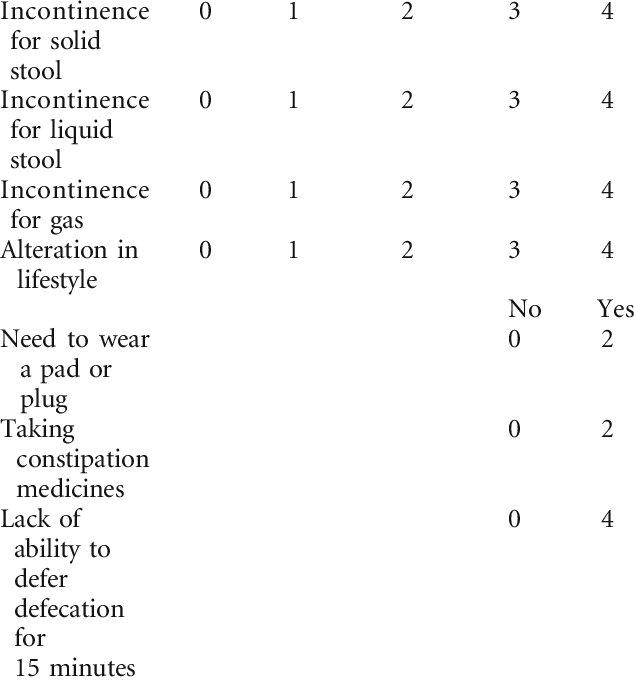 Incontinence 0 1 2 3 4
for solid
stool
Incontinence 0 1 2 3 4
for liquid
stool
Incontinence 0 1 2 3 4
for gas
Alteration in 0 1 2 3 4
lifestyle
No Yes
Need to wear 0 2
a pad or
plug
Taking 0 2
constipation
medicines
Lack of 0 4
ability to
defer
defecation
for
15 minutes